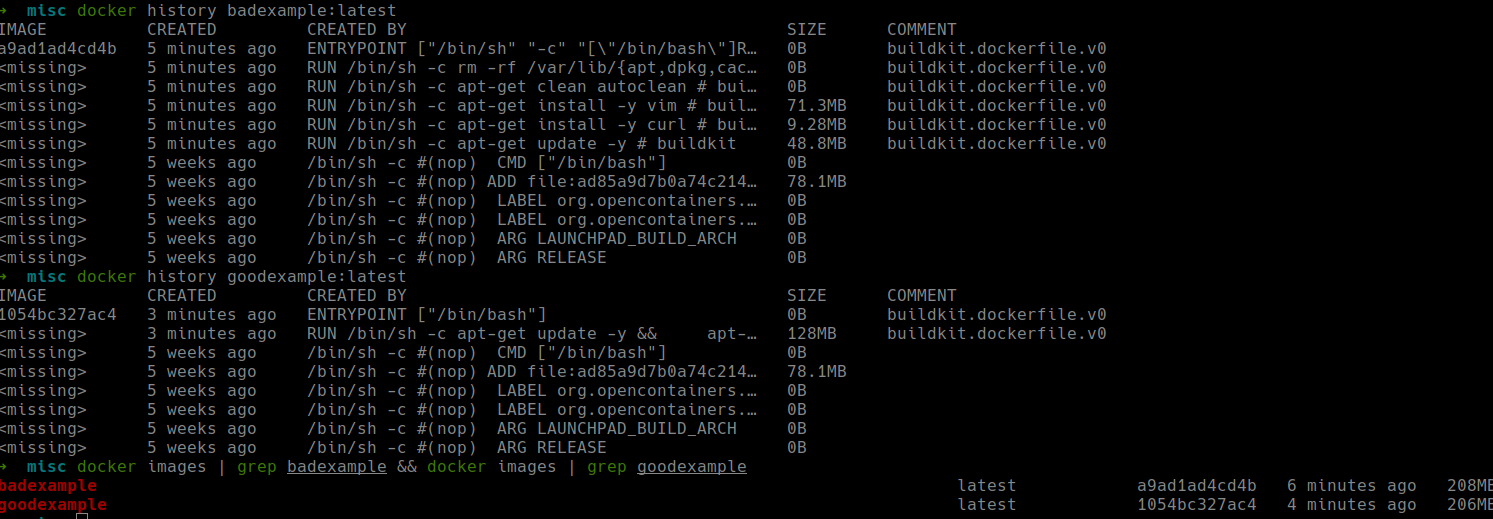 → misc docker history badexample:latest
IMAGE CREATED CREATED BY SIZE COMMENT
a9ad1ad4cd4b 5 minutes ago ENTRYPOINT ["/bin/sh" "-c" "[\"/bin/bash\"]R… 0B buildkit.dockerfile.v0
<missing> 5 minutes ago RUN /bin/sh -c rm -rf /var/lib/{apt,dpkg,cac… 0B buildkit.dockerfile.v0
<missing> 5 minutes ago RUN /bin/sh -c apt-get clean autoclean # bui… 0B buildkit.dockerfile.v0
<missing> 5 minutes ago RUN /bin/sh -c apt-get install -y vim # buil… 71.3MB buildkit.dockerfile.v0
<missing> 5 minutes ago RUN /bin/sh -c apt-get install -y curl # bui… 9.28MB buildkit.dockerfile.v0
<missing> 5 minutes ago RUN /bin/sh -c apt-get update -y # buildkit 48.8MB buildkit.dockerfile.v0
<missing> 5 weeks ago /bin/sh -c #(nop) CMD ["/bin/bash"] 0B
<missing> 5 weeks ago /bin/sh -c #(nop) ADD file:ad85a9d7b0a74c214… 78.1MB
<missing> 5 weeks ago /bin/sh -c #(nop) LABEL org.opencontainers.… 0B
<missing> 5 weeks ago /bin/sh -c #(nop) LABEL org.opencontainers.… 0B
<missing> 5 weeks ago /bin/sh -c #(nop) ARG LAUNCHPAD_BUILD_ARCH 0B
<missing> 5 weeks ago /bin/sh -c #(nop) ARG RELEASE 0B
→ misc docker history goodexample:latest
IMAGE CREATED CREATED BY SIZE COMMENT
1054bc327ac4 3 minutes ago ENTRYPOINT ["/bin/bash"] 0B buildkit.dockerfile.v0
<missing> 3 minutes ago RUN /bin/sh -c apt-get update -y && apt-… 128MB buildkit.dockerfile.v0
<missing> 5 weeks ago /bin/sh -c #(nop) CMD ["/bin/bash"] 0B
<missing> 5 weeks ago /bin/sh -c #(nop) ADD file:ad85a9d7b0a74c214… 78.1MB
<missing> 5 weeks ago /bin/sh -c #(nop) LABEL org.opencontainers.… 0B
<missing> 5 weeks ago /bin/sh -c #(nop) LABEL org.opencontainers.… 0B
<missing> 5 weeks ago /bin/sh -c #(nop) ARG LAUNCHPAD_BUILD_ARCH 0B
<missing> 5 weeks ago /bin/sh -c #(nop) ARG RELEASE 0B
→ misc docker images | grep badexample && docker images | grep goodexample
badexample latest a9ad1ad4cd4b 6 minutes ago 208MB
goodexample latest 1054bc327ac4 4 minutes ago 206MB